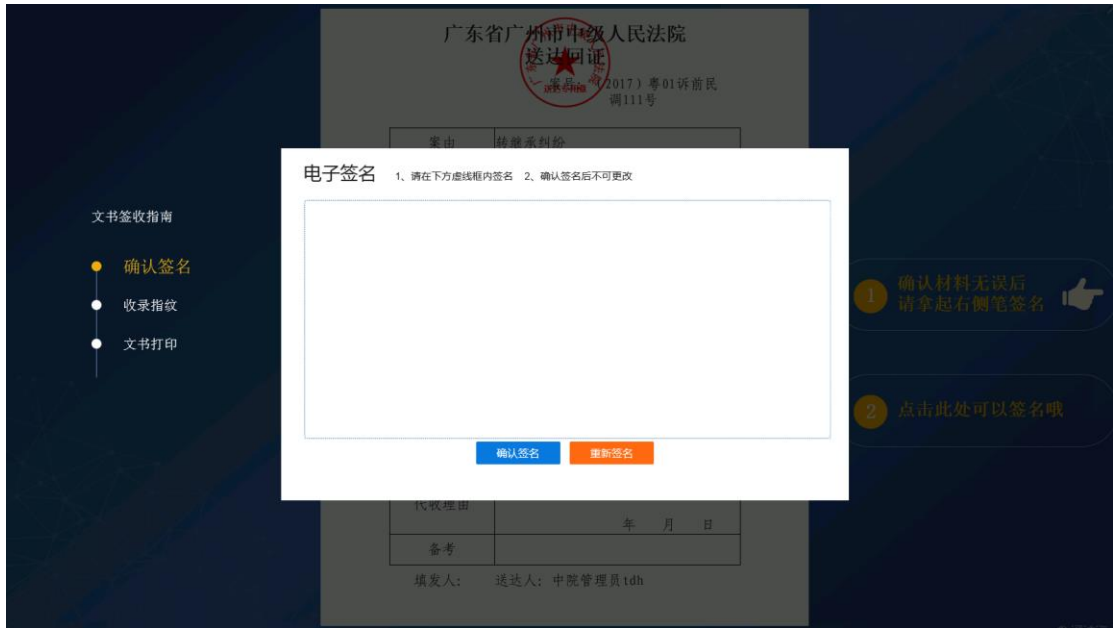 广东省广州市中级人民法院
送达回证
案号：（2017）粤01诉前民
调111号
案由 转继承纠纷
电子签名 1、请在下方虚线框内签名 2、确认签名后不可更改
文书签收指南
确认签名
收录指纹
文书打印
1 确认材料无误后
请拿起右侧笔签名
2 点击此处可以签名哦
确认签名 重新签名
代收理由
年 月 日
备考
填发人： 送达人：中院管理员tdh